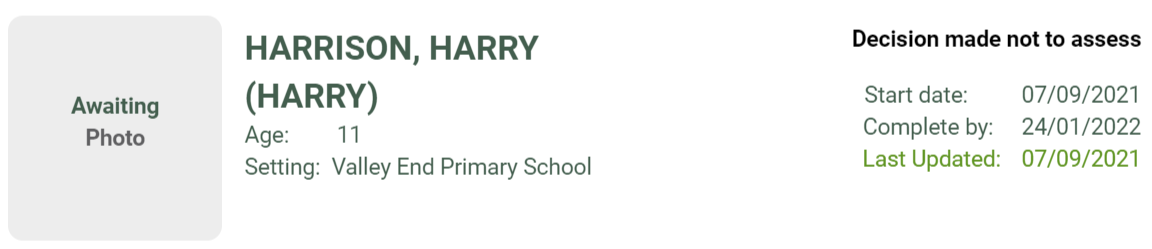 Awaiting
Photo
HARRISON, HARRY
(HARRY)
Age: 11
Setting: Valley End Primary School
Decision made not to assess
Start date: 07/09/2021
Complete by: 24/01/2022
Last Updated: 07/09/2021